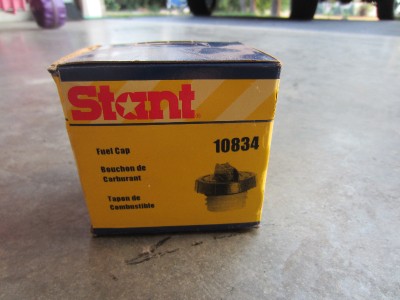 Stant
Fuel Cap
10834
Bouchon de
Carburant
Tapon de
Combustible